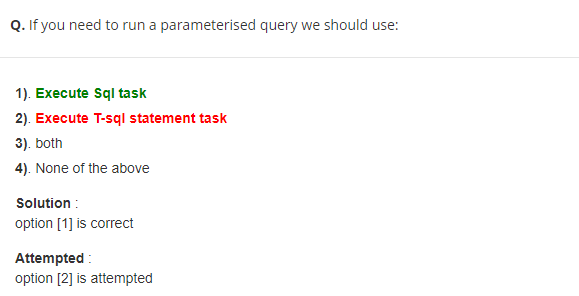 Q. If you need to run a parameterised query we should use:
1). Execute Sql task
2). Execute T-sql statement task
3). both
4). None of the above
Solution :
option [1] is correct
Attempted :
option [2] is attempted